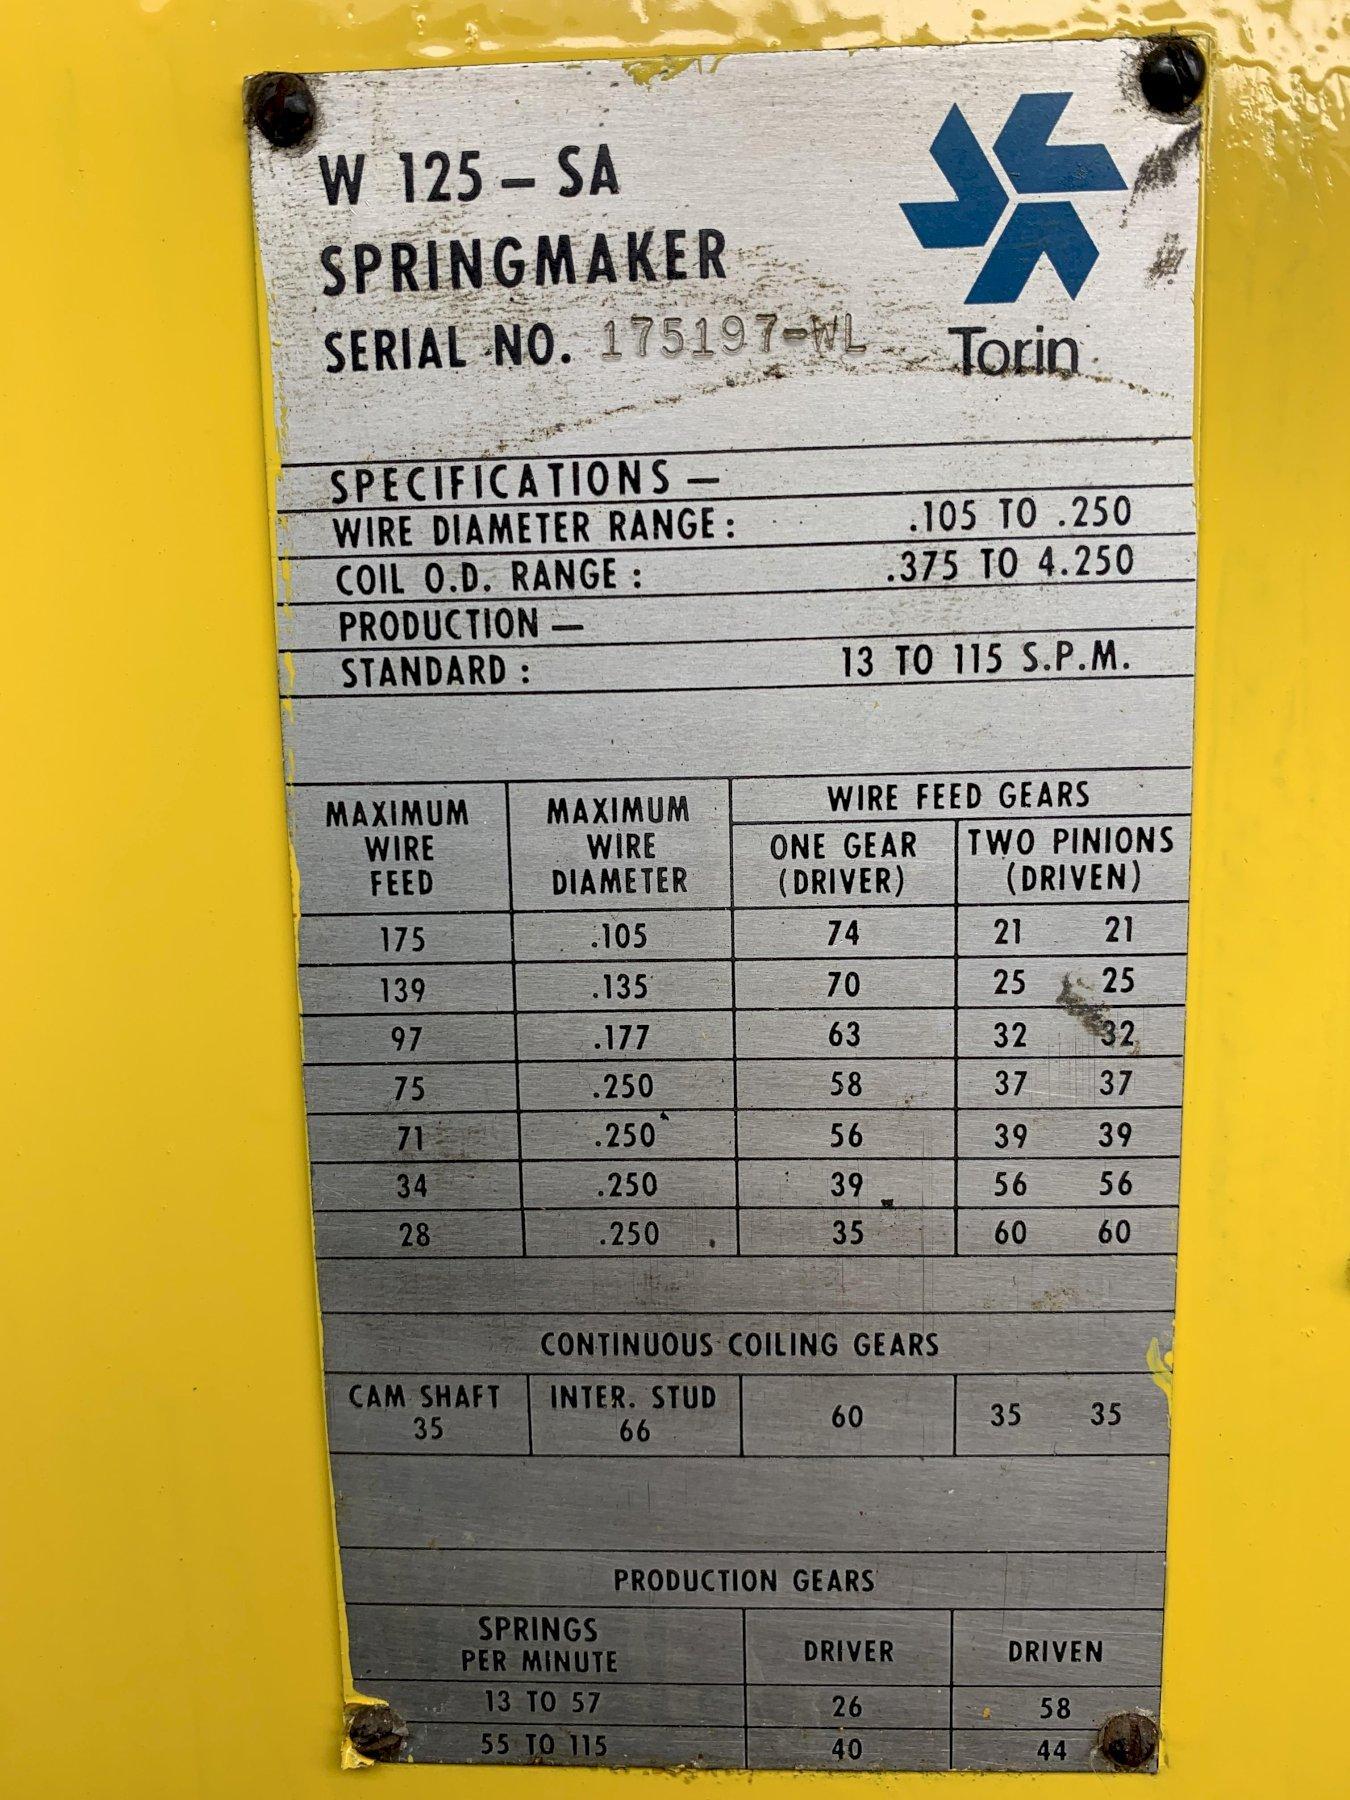 W 125 – SA
SPRINGMAKER
SERIAL NO. 175197-WL
Torin
SPECIFICATIONS —
WIRE DIAMETER RANGE: .105 TO .250
COIL O.D. RANGE: .375 TO 4.250
PRODUCTION —
STANDARD: 13 TO 115 S.P.M.
MAXIMUM WIRE FEED MAXIMUM WIRE DIAMETER WIRE FEED GEARS
ONE GEAR (DRIVER) TWO PINIONS (DRIVEN)
175 .105 74 21 21
139 .135 70 25 25
97 .177 63 32 32
75 .250 58 37 37
71 .250 56 39 39
34 .250 39 56 56
28 .250 35 60 60
CONTINUOUS COILING GEARS
CAM SHAFT 35 INTER. STUD 66 60 35 35
PRODUCTION GEARS
SPRINGS PER MINUTE DRIVER DRIVEN
13 TO 57 26 58
55 TO 115 40 44